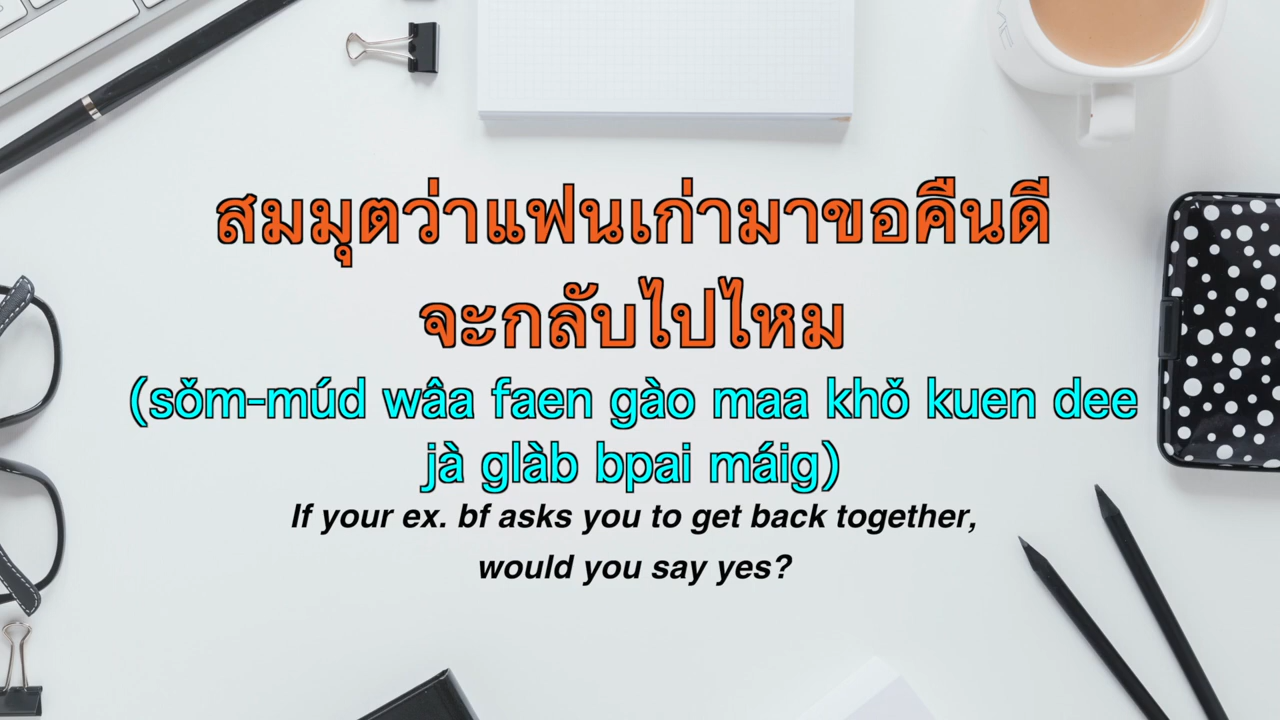 สมมุตว่าแฟนเก่ามาขอคืนดี
จะกลับไปไหม
(sǒm-múd wâa faen gào maa khǒ kuen dee
jà glàb bpai máig)
If your ex. bf asks you to get back together,
would you say yes?